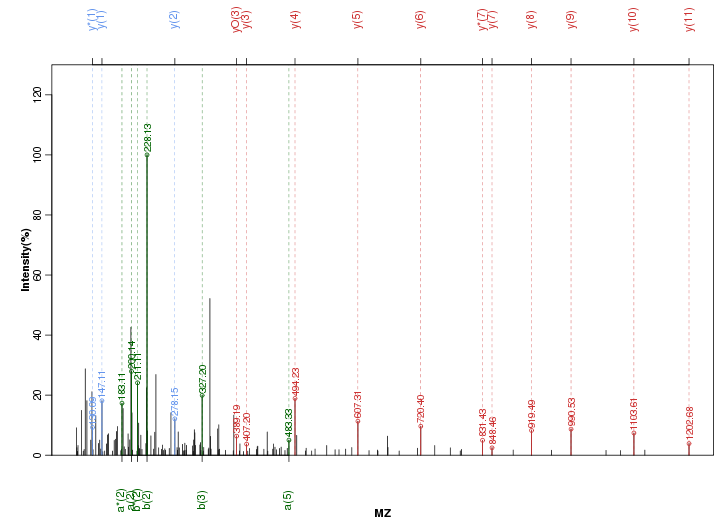 y*(1)
y(1)
y(2)
yO(3)
y(3)
y(4)
y(5)
y(6)
y*(7)
y(7)
y(8)
y(9)
y(10)
y(11)
Intensity(%)
0
20
40
60
80
100
120
130.09
147.11
183.11
200.14
211.11
228.13
278.15
327.20
389.19
407.20
483.33
494.23
607.31
720.40
831.43
848.46
919.49
990.53
1103.61
1202.68
a*(2)
a(2)
b*(2)
b(2)
b(3)
a(5)
MZ